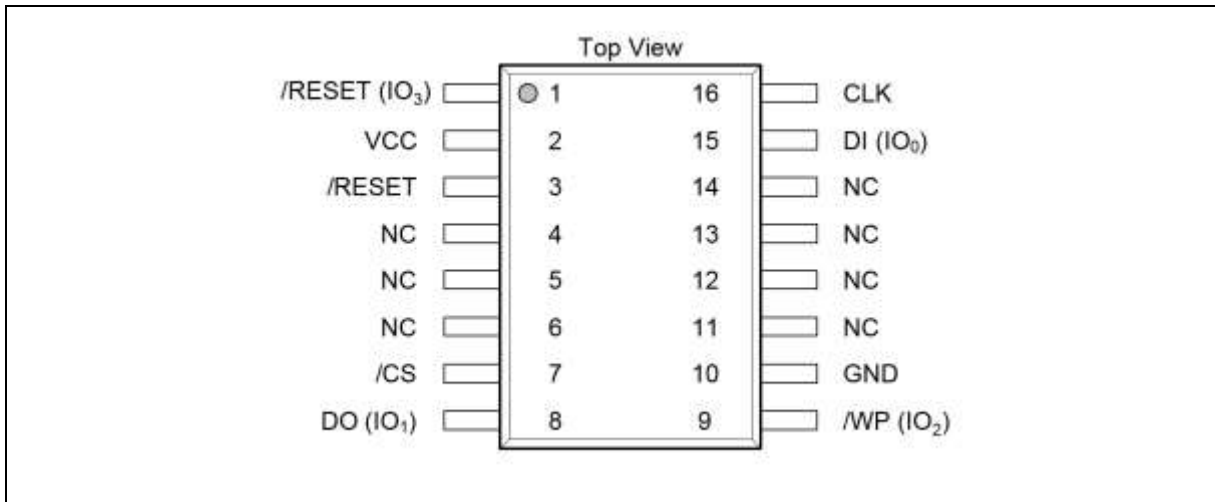 Top View
/RESET (IO₃) 1 16 CLK
VCC 2 15 DI (IO₀)
/RESET 3 14 NC
NC 4 13 NC
NC 5 12 NC
NC 6 11 NC
/CS 7 10 GND
DO (IO₁) 8 9 /WP (IO₂)